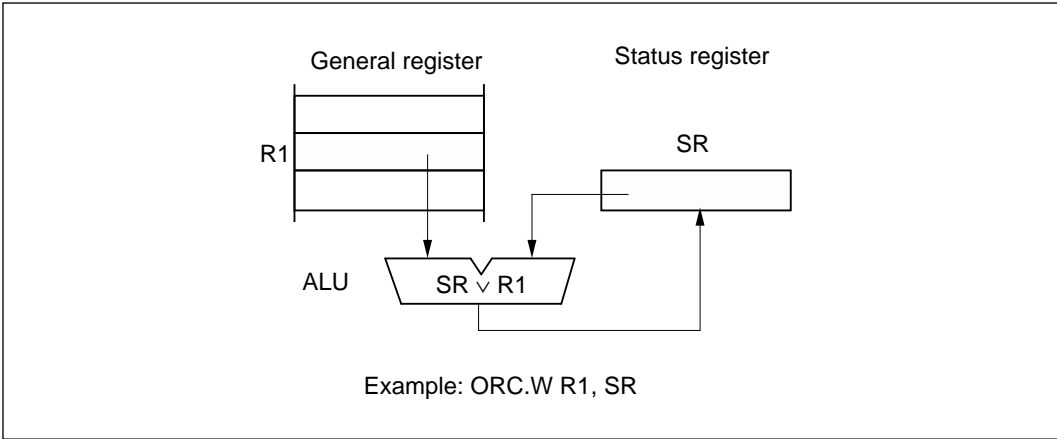 General register
Status register
R1
SR
ALU
SR ∨ R1
Example: ORC.W R1, SR